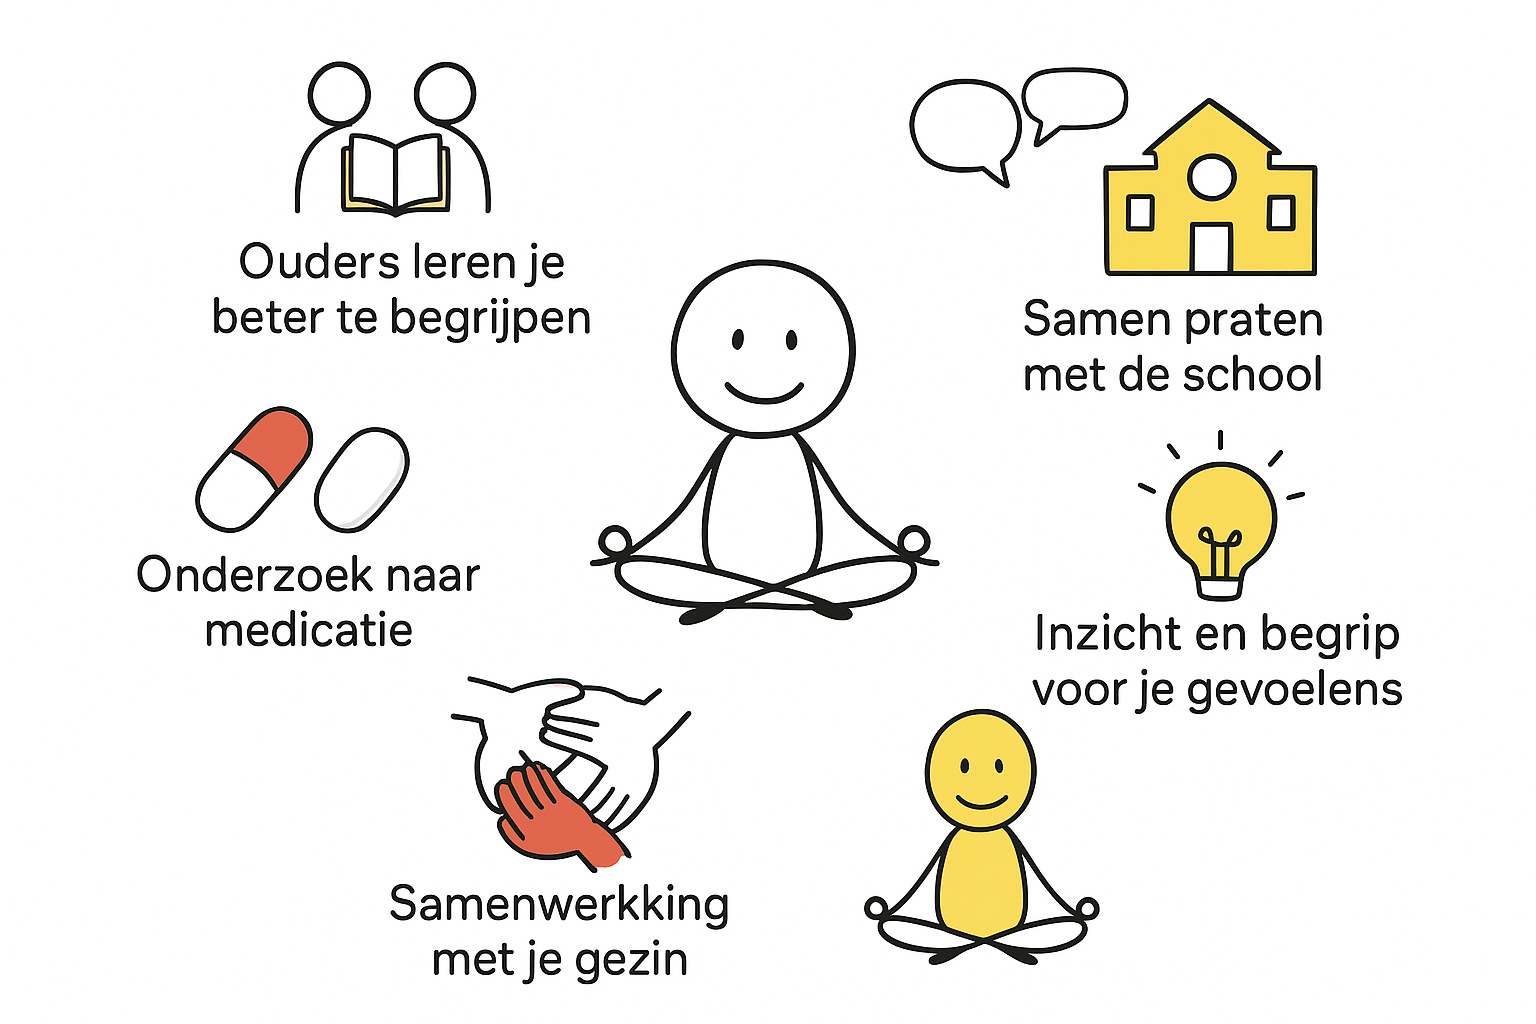 Ouders leren je
beter te begrijpen
Samen praten
met de school
Onderzoek naar
medicatie
Inzicht en begrip
voor je gevoelens
Samenwerkking
met je gezin